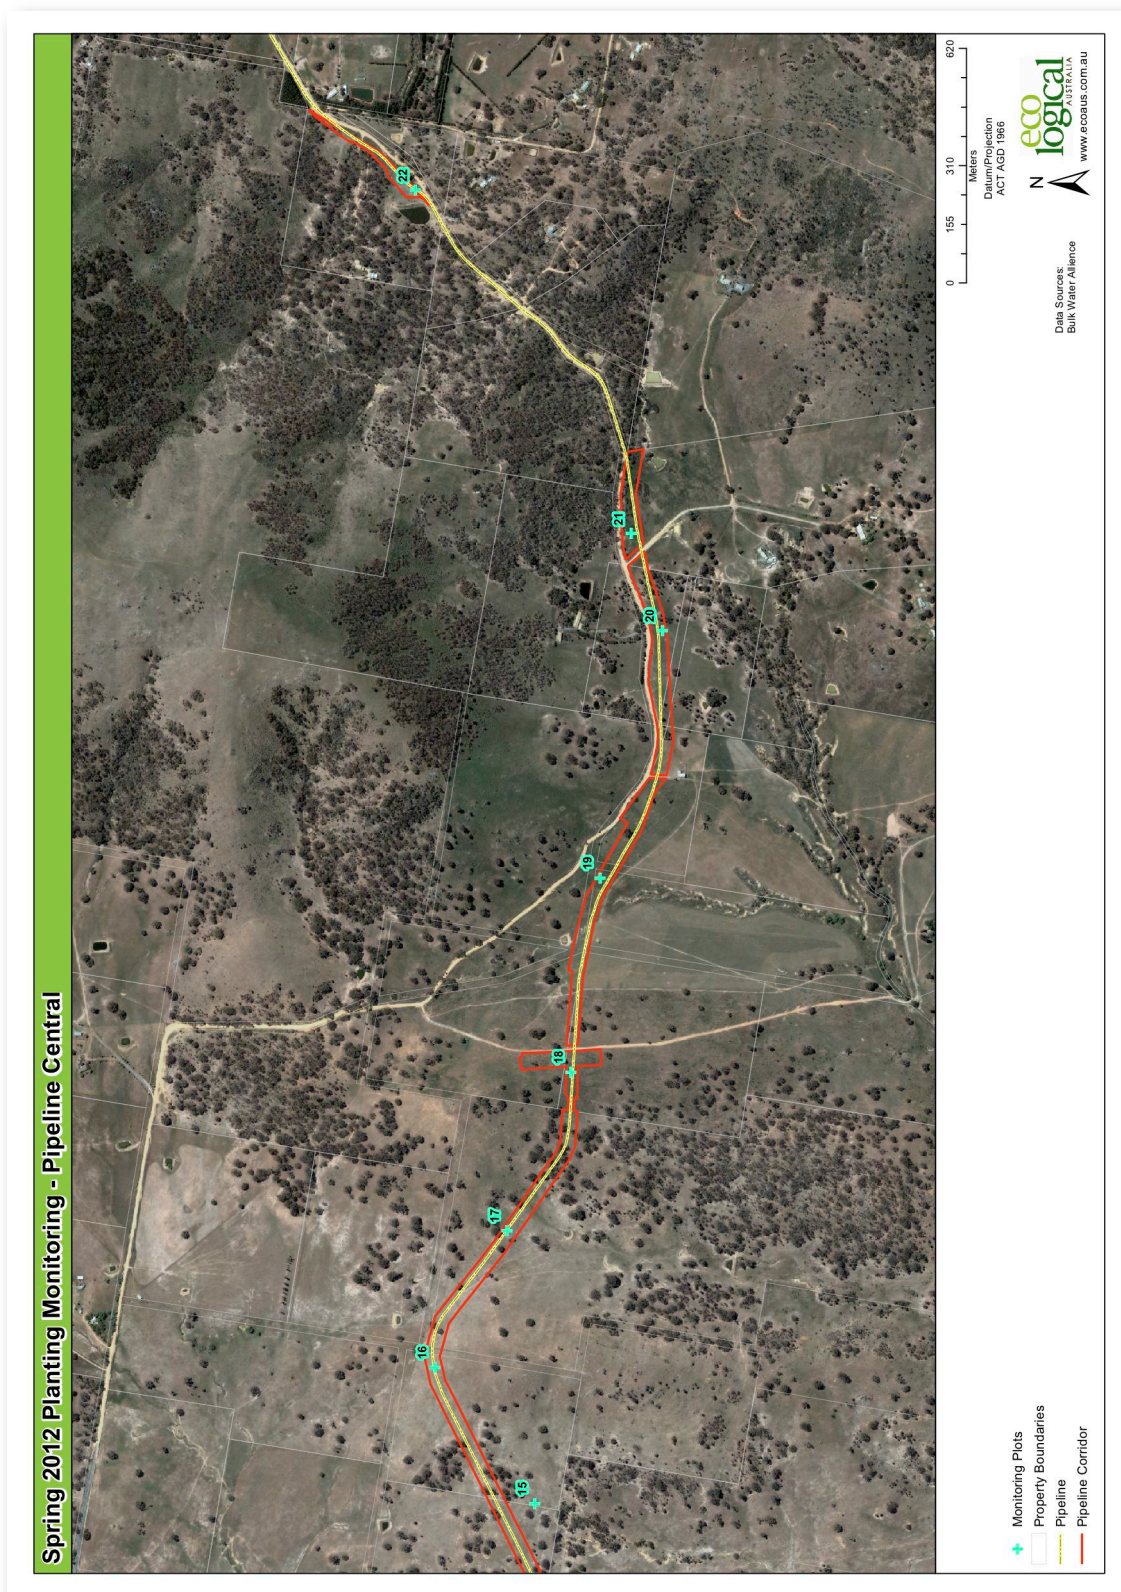 Spring 2012 Planting Monitoring - Pipeline Central
15
16
17
18
19
20
21
22
Monitoring Plots
Property Boundaries
Pipeline
Pipeline Corridor
Data Sources:
Bulk Water Allience
0 155 310 620
Meters
Datum/Projection
ACT AGD 1966
N
eco
logical
AUSTRALIA
www.ecoaus.com.au